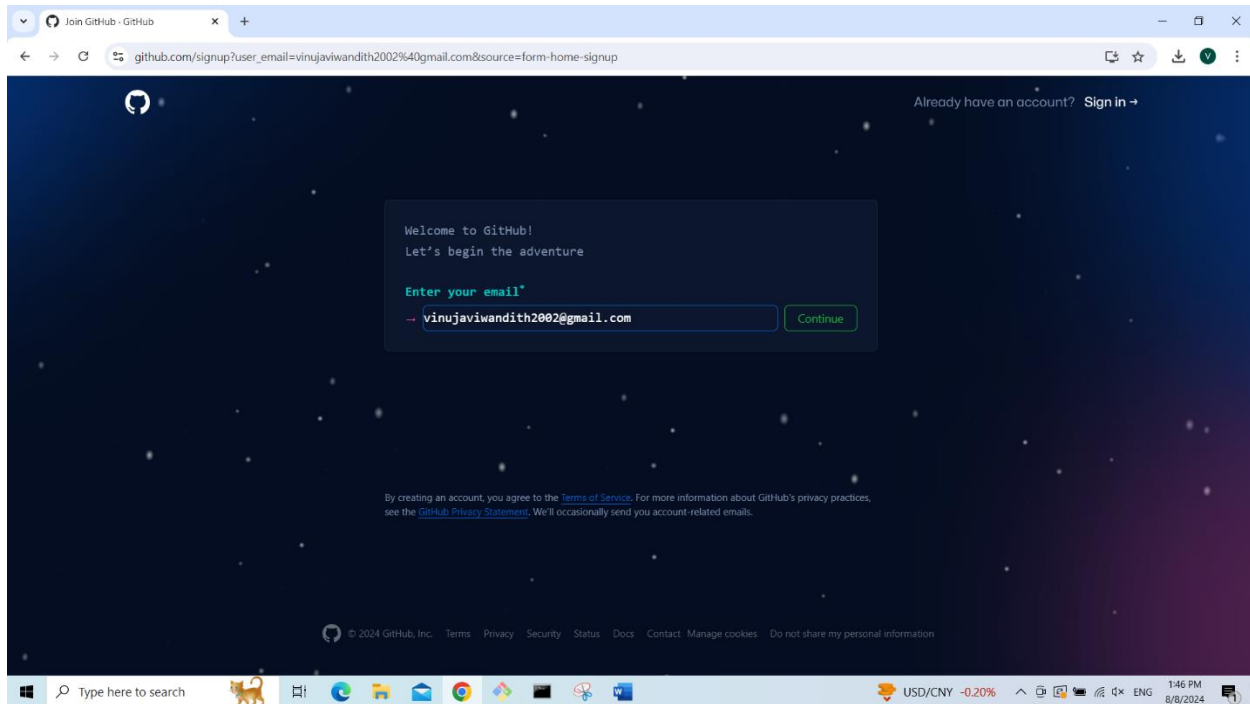 Join GitHub · GitHub
github.com/signup?user_email=vinujaviwandith2002%40gmail.com&source=form-home-signup
V
Already have an account? Sign in →
Welcome to GitHub!
Let's begin the adventure
Enter your email*
→ vinujaviwandith2002@gmail.com Continue
By creating an account, you agree to the Terms of Service. For more information about GitHub's privacy practices,
see the GitHub Privacy Statement. We'll occasionally send you account-related emails.
© 2024 GitHub, Inc. Terms Privacy Security Status Docs Contact Manage cookies Do not share my personal information
Type here to search
USD/CNY -0.20%
ENG
1:46 PM
8/8/2024
1